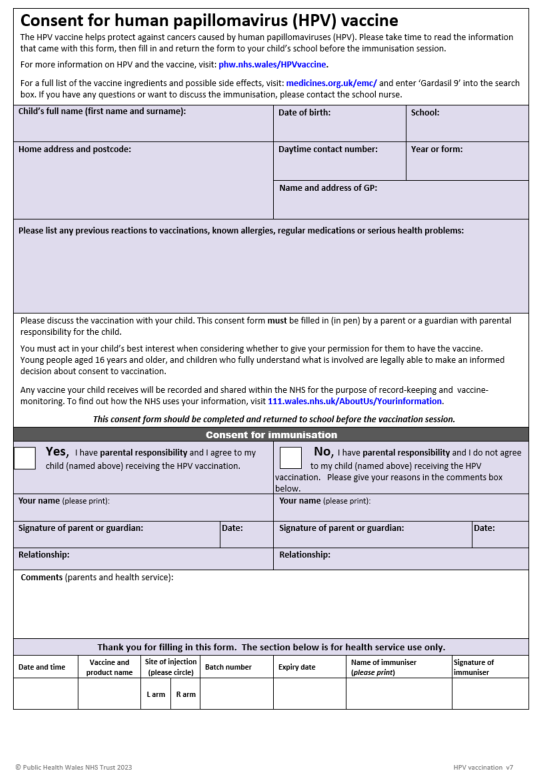 Consent for human papillomavirus (HPV) vaccine
The HPV vaccine helps protect against cancers caused by human papillomaviruses (HPV). Please take time to read the information
that came with this form, then fill in and return the form to your child's school before the immunisation session.
For more information on HPV and the vaccine, visit: phw.nhs.wales/HPVvaccine.
For a full list of the vaccine ingredients and possible side effects, visit: medicines.org.uk/emc/ and enter 'Gardasil 9' into the search
box. If you have any questions or want to discuss the immunisation, please contact the school nurse.
Child's full name (first name and surname):
Date of birth:
School:
Home address and postcode:
Daytime contact number:
Year or form:
Name and address of GP:
Please list any previous reactions to vaccinations, known allergies, regular medications or serious health problems:
Please discuss the vaccination with your child. This consent form must be filled in (in pen) by a parent or a guardian with parental
responsibility for the child.
You must act in your child's best interest when considering whether to give your permission for them to have the vaccine.
Young people aged 16 years and older, and children who fully understand what is involved are legally able to make an informed
decision about consent to vaccination.
Any vaccine your child receives will be recorded and shared within the NHS for the purpose of record-keeping and vaccine-
monitoring. To find out how the NHS uses your information, visit 111.wales.nhs.uk/AboutUs/Yourinformation.
This consent form should be completed and returned to school before the vaccination session.
Consent for immunisation
Yes, I have parental responsibility and I agree to my
child (named above) receiving the HPV vaccination.
No, I have parental responsibility and I do not agree
to my child (named above) receiving the HPV
vaccination. Please give your reasons in the comments box
below.
Your name (please print):
Your name (please print):
Signature of parent or guardian:
Date:
Signature of parent or guardian:
Date:
Relationship:
Relationship:
Comments (parents and health service):
Thank you for filling in this form. The section below is for health service use only.
Date and time
Vaccine and
product name
Site of injection
(please circle)
Batch number
Expiry date
Name of immuniser
(please print)
Signature of
immuniser
L arm
R arm
© Public Health Wales NHS Trust 2023
HPV vaccination v7